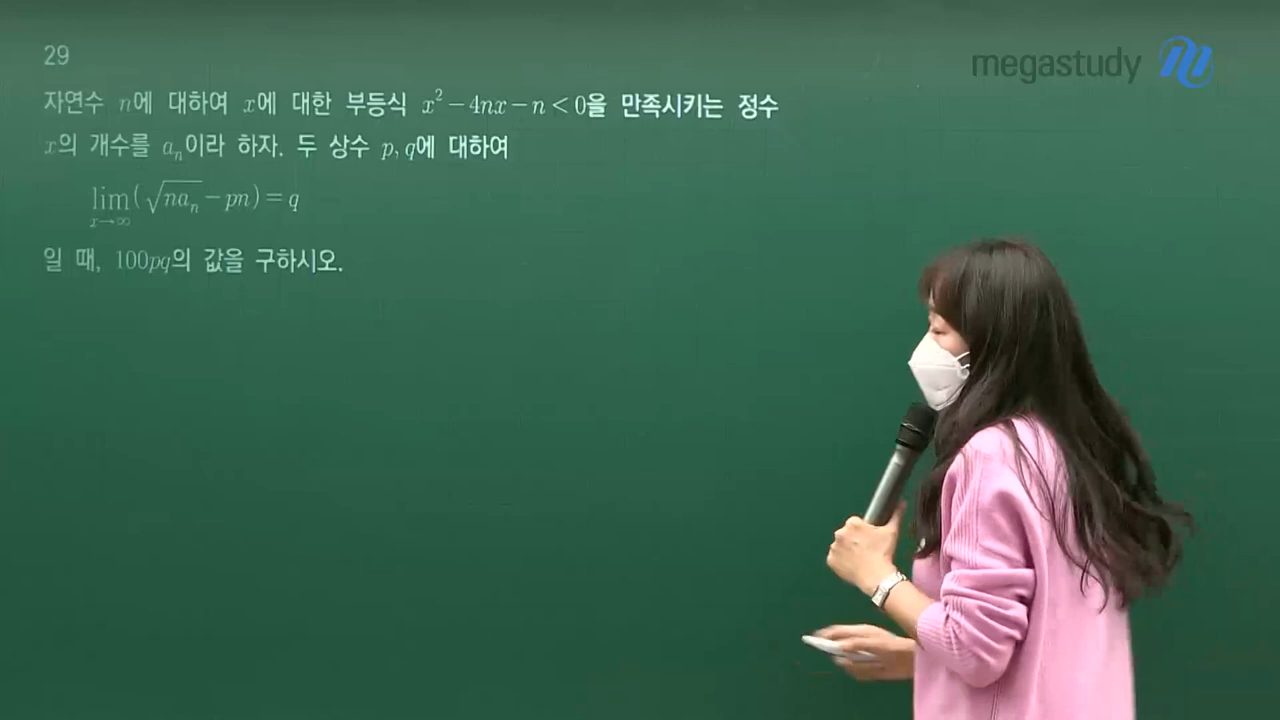 megastudy
29
자연수 n에 대하여 x에 대한 부등식 x² − 4nx − n < 0을 만족시키는 정수
x의 개수를 aₙ이라 하자. 두 상수 p, q에 대하여
lim(√naₙ − pn) = q
x→∞
일 때, 100pq의 값을 구하시오.